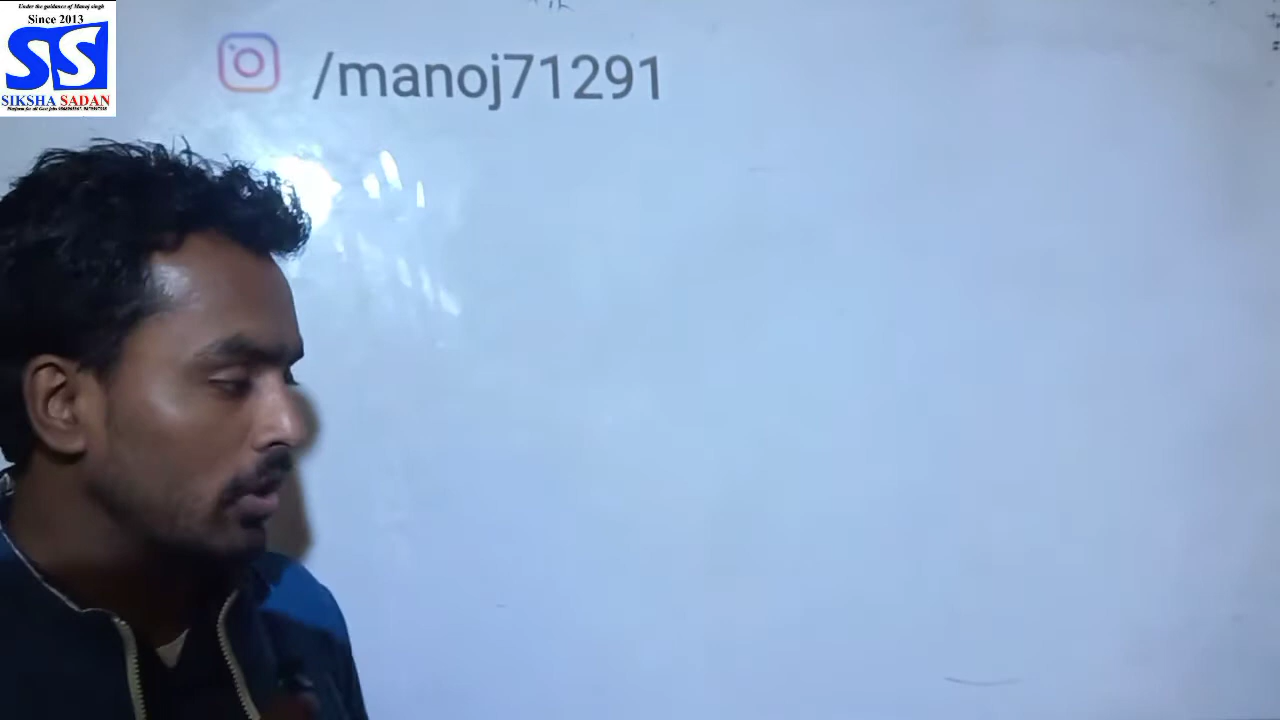 Under the guidance of Manoj singh
Since 2013
SS
SIKSHA SADAN
/manoj71291